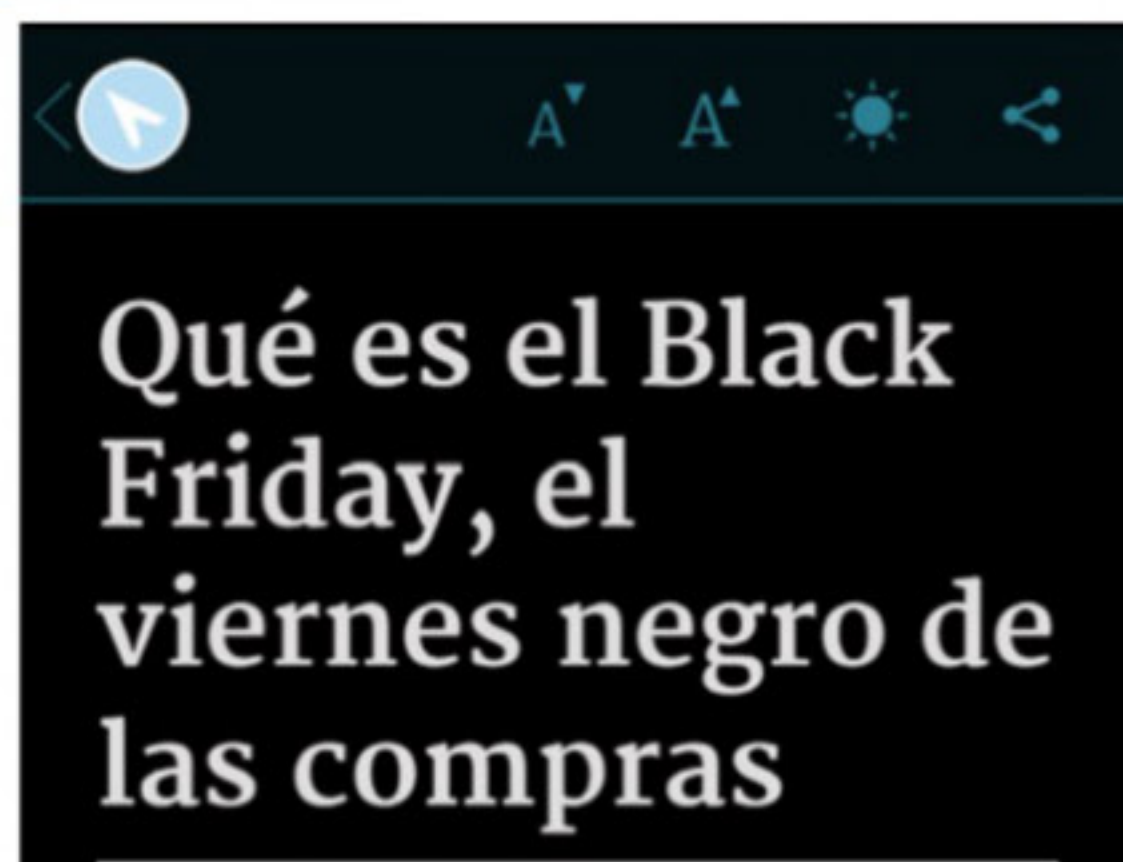 A A
Qué es el Black
Friday, el
viernes negro de
las compras